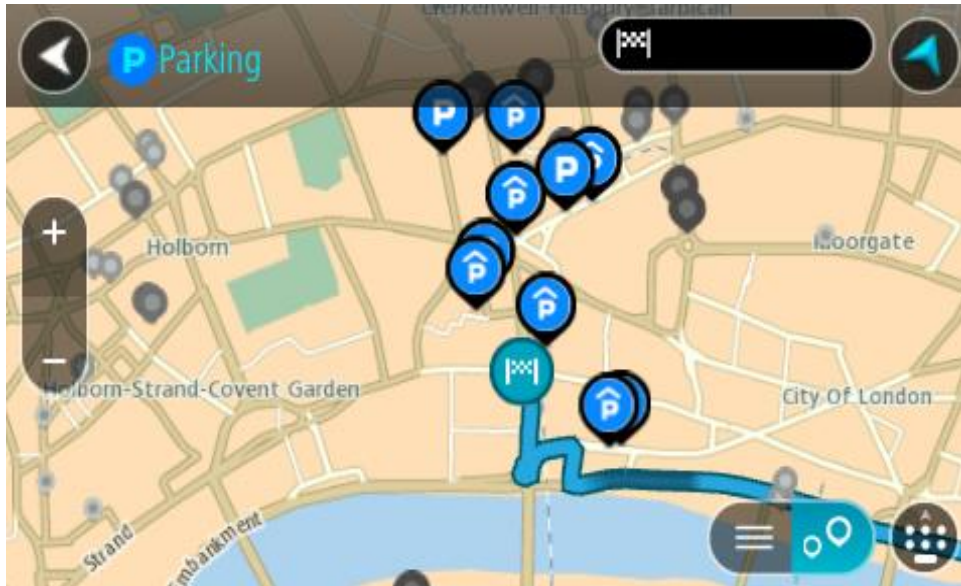 P Parking
Holborn
Moorgate
Holborn-Strand-Covent Garden
City Of London
Strand
Embankment
+
−